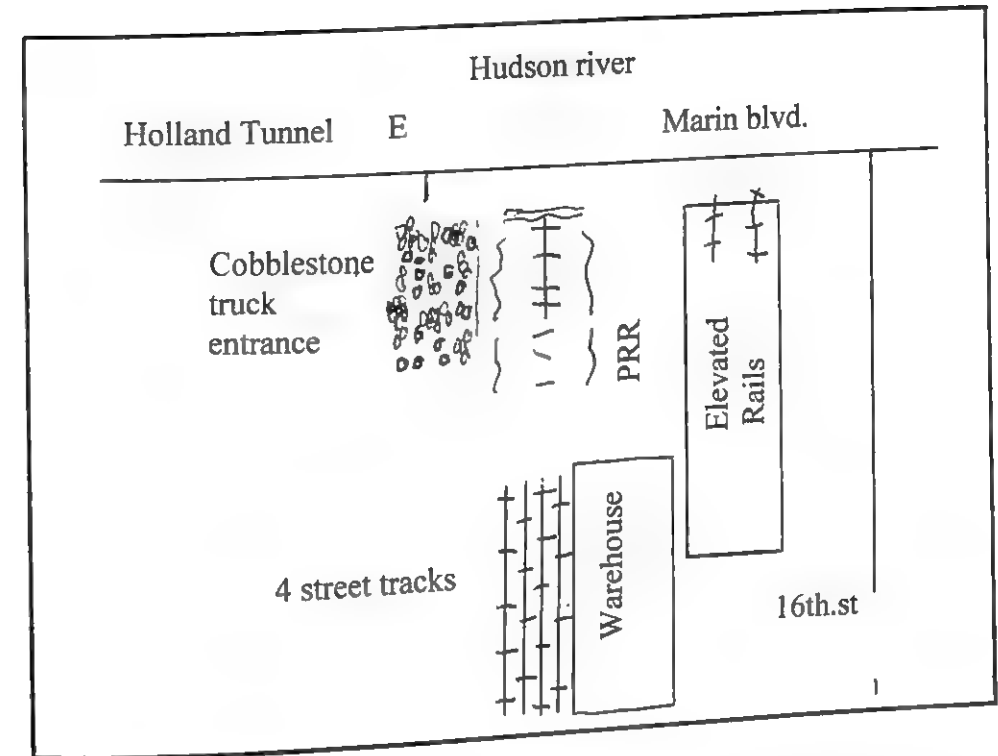 Hudson river
Holland Tunnel E
Marin blvd.
Cobblestone
truck
entrance
PRR
Elevated
Rails
4 street tracks
Warehouse
16th.st